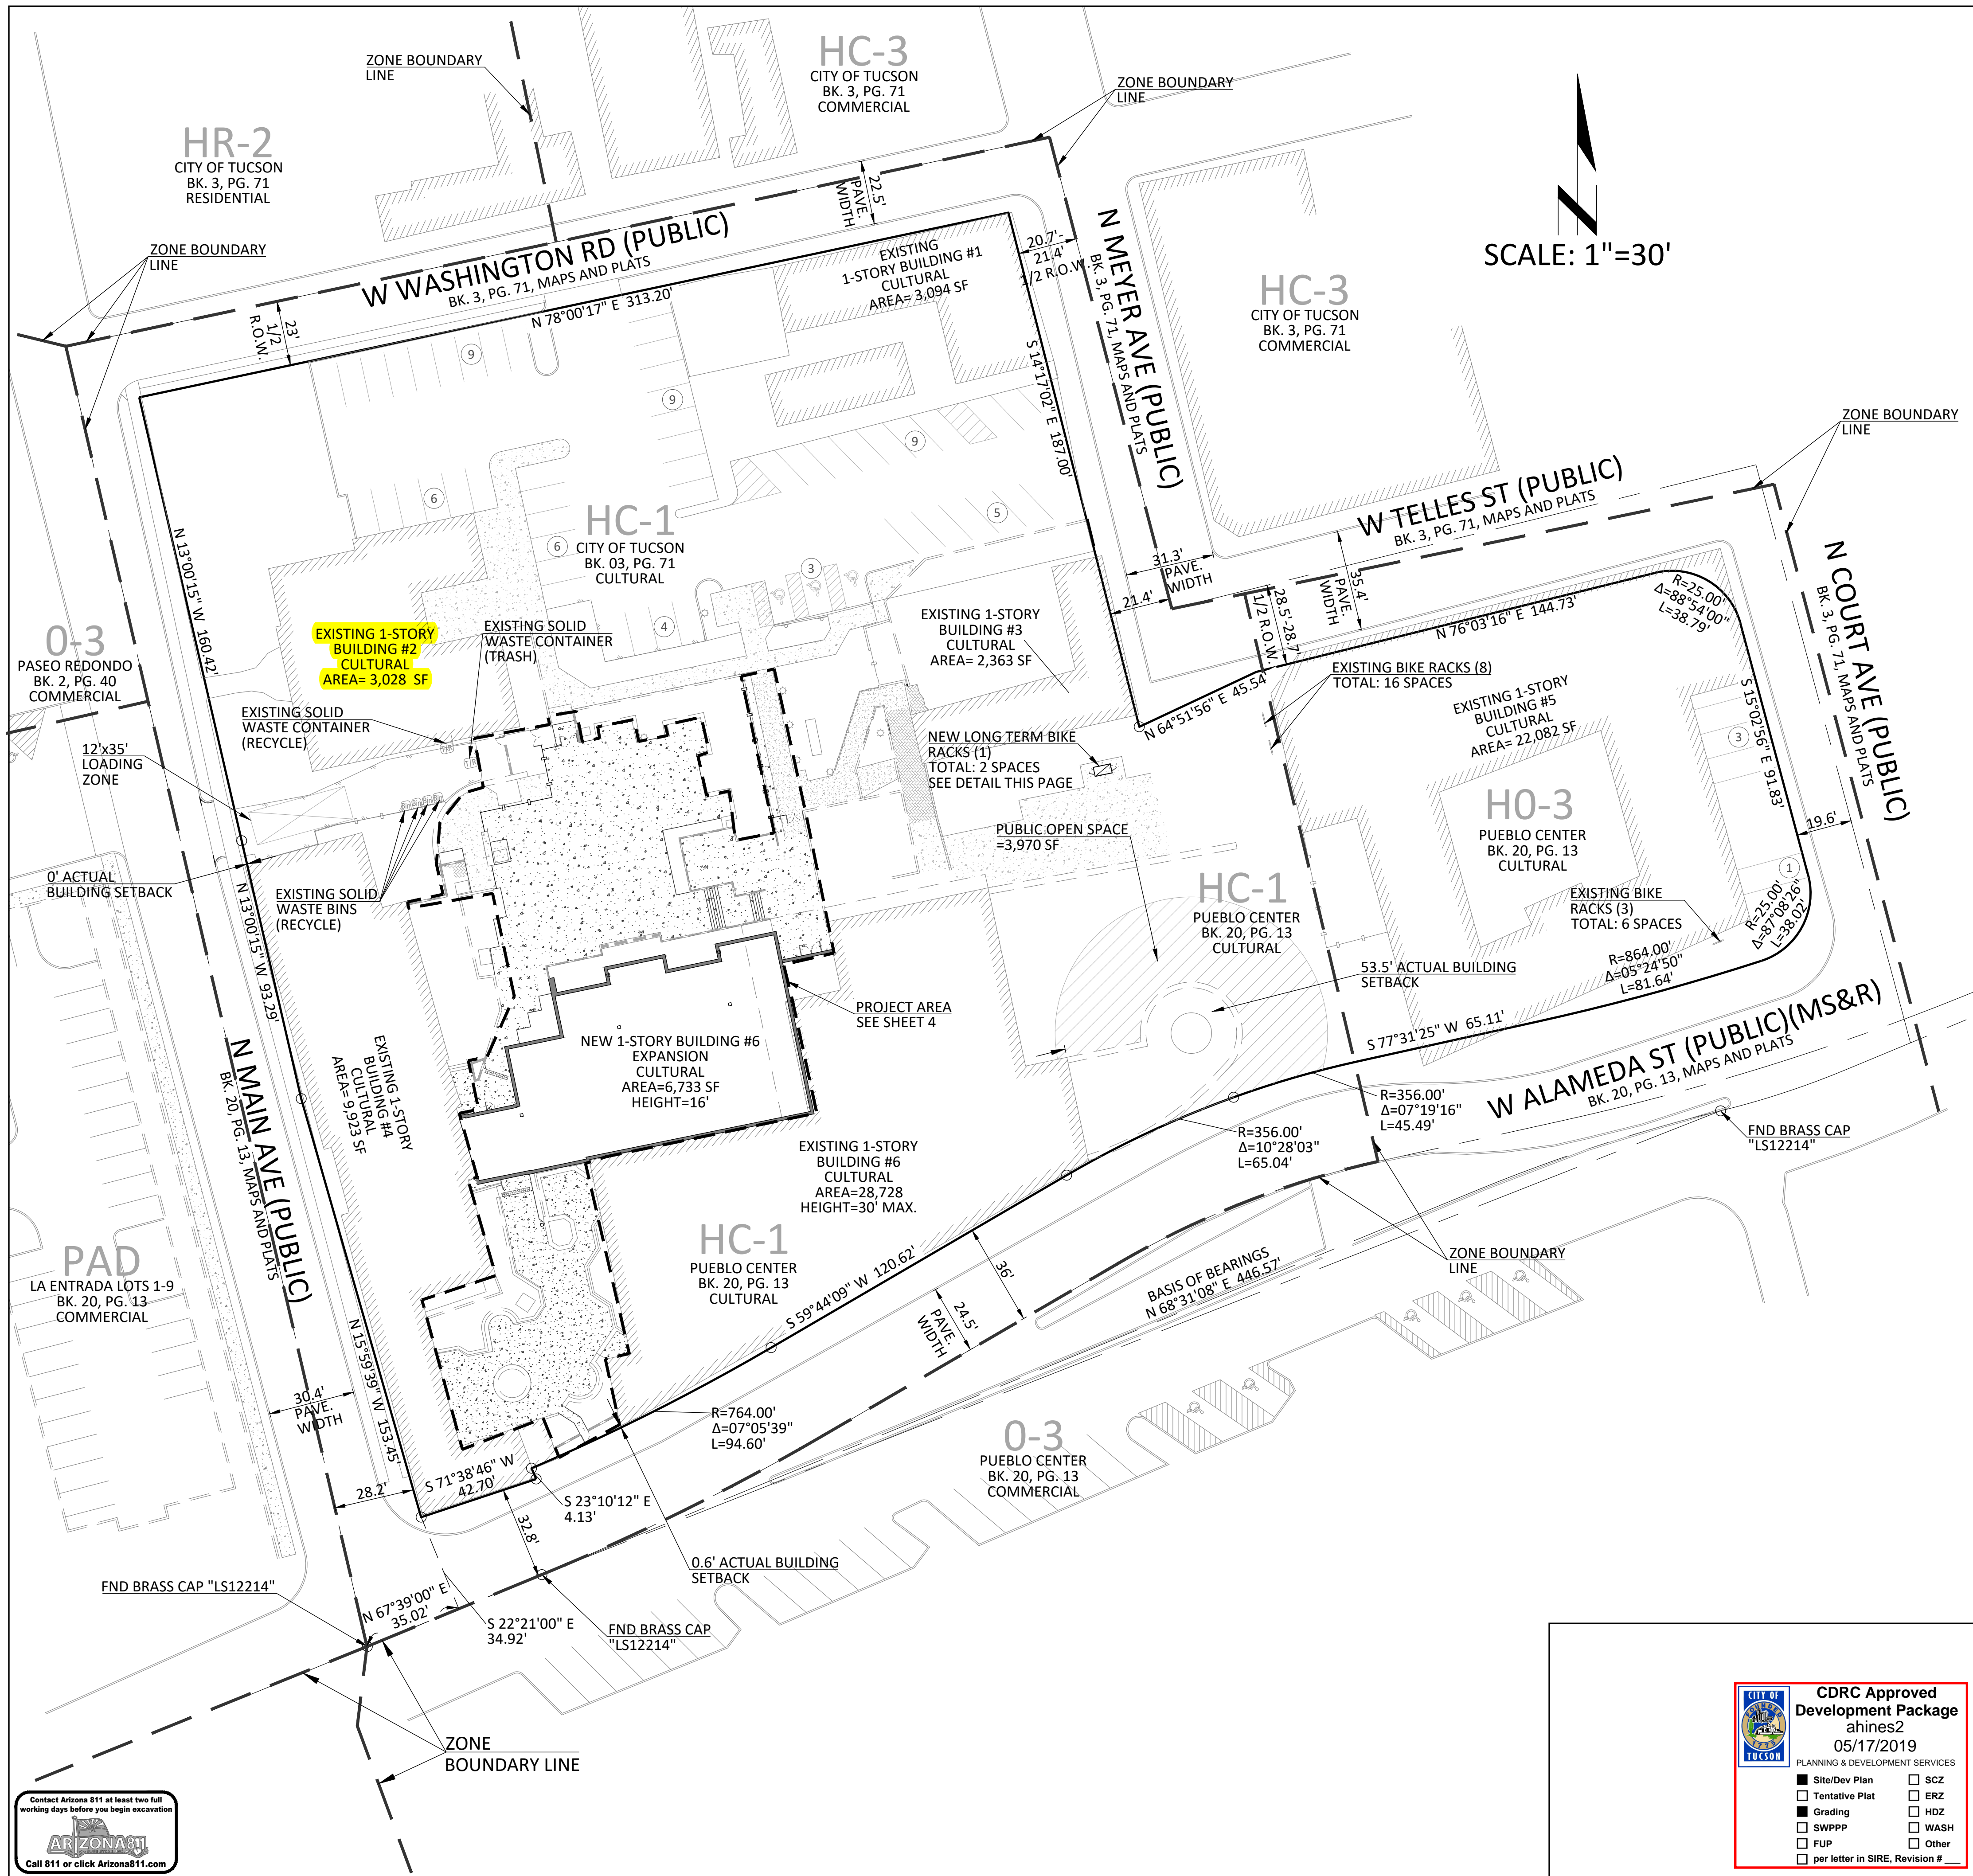 HC-3
CITY OF TUCSON
BK. 3, PG. 71
COMMERCIAL
ZONE BOUNDARY
LINE
ZONE BOUNDARY
LINE
HR-2
CITY OF TUCSON
BK. 3, PG. 71
RESIDENTIAL
ZONE BOUNDARY
LINE
SCALE: 1"=30'
W WASHINGTON RD (PUBLIC)
BK. 3, PG. 71, MAPS AND PLATS
22.5'
PAVE.
WIDTH
23'
1/2
R.O.W.
N 78°00'17" E 313.20'
EXISTING
1-STORY BUILDING #1
CULTURAL
AREA= 3,094 SF
20.7'-
21.4'
1/2 R.O.W.
N MEYER AVE (PUBLIC)
BK. 3, PG. 71, MAPS AND PLATS
HC-3
CITY OF TUCSON
BK. 3, PG. 71
COMMERCIAL
S 14°17'02" E 187.00'
9
9
9
6
5
6
3
4
HC-1
CITY OF TUCSON
BK. 03, PG. 71
CULTURAL
ZONE BOUNDARY
LINE
W TELLES ST (PUBLIC)
BK. 3, PG. 71, MAPS AND PLATS
N COURT AVE (PUBLIC)
BK. 3, PG. 71, MAPS AND PLATS
31.3'
PAVE.
WIDTH
21.4'
28.5'-28.7'
1/2 R.O.W.
35.4'
PAVE.
WIDTH
N 76°03'16" E 144.73'
R=25.00'
Δ=88°54'00"
L=38.79'
N 64°51'56" E 45.54'
N 13°00'15" W 160.42'
0-3
PASEO REDONDO
BK. 2, PG. 40
COMMERCIAL
EXISTING 1-STORY
BUILDING #2
CULTURAL
AREA= 3,028 SF
EXISTING SOLID
WASTE CONTAINER
(TRASH)
EXISTING SOLID
WASTE CONTAINER
(RECYCLE)
12'x35'
LOADING
ZONE
T/R
T/R
EXISTING 1-STORY
BUILDING #3
CULTURAL
AREA= 2,363 SF
NEW LONG TERM BIKE
RACKS (1)
TOTAL: 2 SPACES
SEE DETAIL THIS PAGE
EXISTING BIKE RACKS (8)
TOTAL: 16 SPACES
EXISTING 1-STORY
BUILDING #5
CULTURAL
AREA= 22,082 SF
S 15°02'56" E 91.83'
3
H0-3
PUEBLO CENTER
BK. 20, PG. 13
CULTURAL
19.6'
1
PUBLIC OPEN SPACE
=3,970 SF
0' ACTUAL
BUILDING SETBACK
EXISTING SOLID
WASTE BINS
(RECYCLE)
HC-1
PUEBLO CENTER
BK. 20, PG. 13
CULTURAL
EXISTING BIKE
RACKS (3)
TOTAL: 6 SPACES
R=25.00'
Δ=87°08'26"
L=38.02'
R=864.00'
Δ=05°24'50"
L=81.64'
53.5' ACTUAL BUILDING
SETBACK
N 13°00'15" W 93.29'
PROJECT AREA
SEE SHEET 4
S 77°31'25" W 65.11'
W ALAMEDA ST (PUBLIC)(MS&R)
BK. 20, PG. 13, MAPS AND PLATS
NEW 1-STORY BUILDING #6
EXPANSION
CULTURAL
AREA=6,733 SF
HEIGHT=16'
EXISTING 1-STORY
BUILDING #4
CULTURAL
AREA= 9,923 SF
N MAIN AVE (PUBLIC)
BK. 20, PG. 13, MAPS AND PLATS
R=356.00'
Δ=07°19'16"
L=45.49'
R=356.00'
Δ=10°28'03"
L=65.04'
FND BRASS CAP
"LS12214"
EXISTING 1-STORY
BUILDING #6
CULTURAL
AREA=28,728
HEIGHT=30' MAX.
PAD
LA ENTRADA LOTS 1-9
BK. 20, PG. 13
COMMERCIAL
HC-1
PUEBLO CENTER
BK. 20, PG. 13
CULTURAL
S 59°44'09" W 120.62'
36'
BASIS OF BEARINGS
N 68°31'08" E 446.57'
ZONE BOUNDARY
LINE
24.5'
PAVE.
WIDTH
N 15°59'39" W 153.45'
30.4'
PAVE.
WIDTH
R=764.00'
Δ=07°05'39"
L=94.60'
0-3
PUEBLO CENTER
BK. 20, PG. 13
COMMERCIAL
28.2'
S 71°38'46" W
42.70'
S 23°10'12" E
4.13'
32.8'
0.6' ACTUAL BUILDING
SETBACK
FND BRASS CAP "LS12214"
N 67°39'00" E
35.02'
S 22°21'00" E
34.92'
FND BRASS CAP
"LS12214"
ZONE
BOUNDARY LINE
Contact Arizona 811 at least two full
working days before you begin excavation
ARIZONA811
Call 811 or click Arizona811.com
CITY OF
TUCSON
CDRC Approved
Development Package
ahines2
05/17/2019
PLANNING & DEVELOPMENT SERVICES
Site/Dev Plan
SCZ
Tentative Plat
ERZ
Grading
HDZ
SWPPP
WASH
FUP
Other
per letter in SIRE, Revision # ___